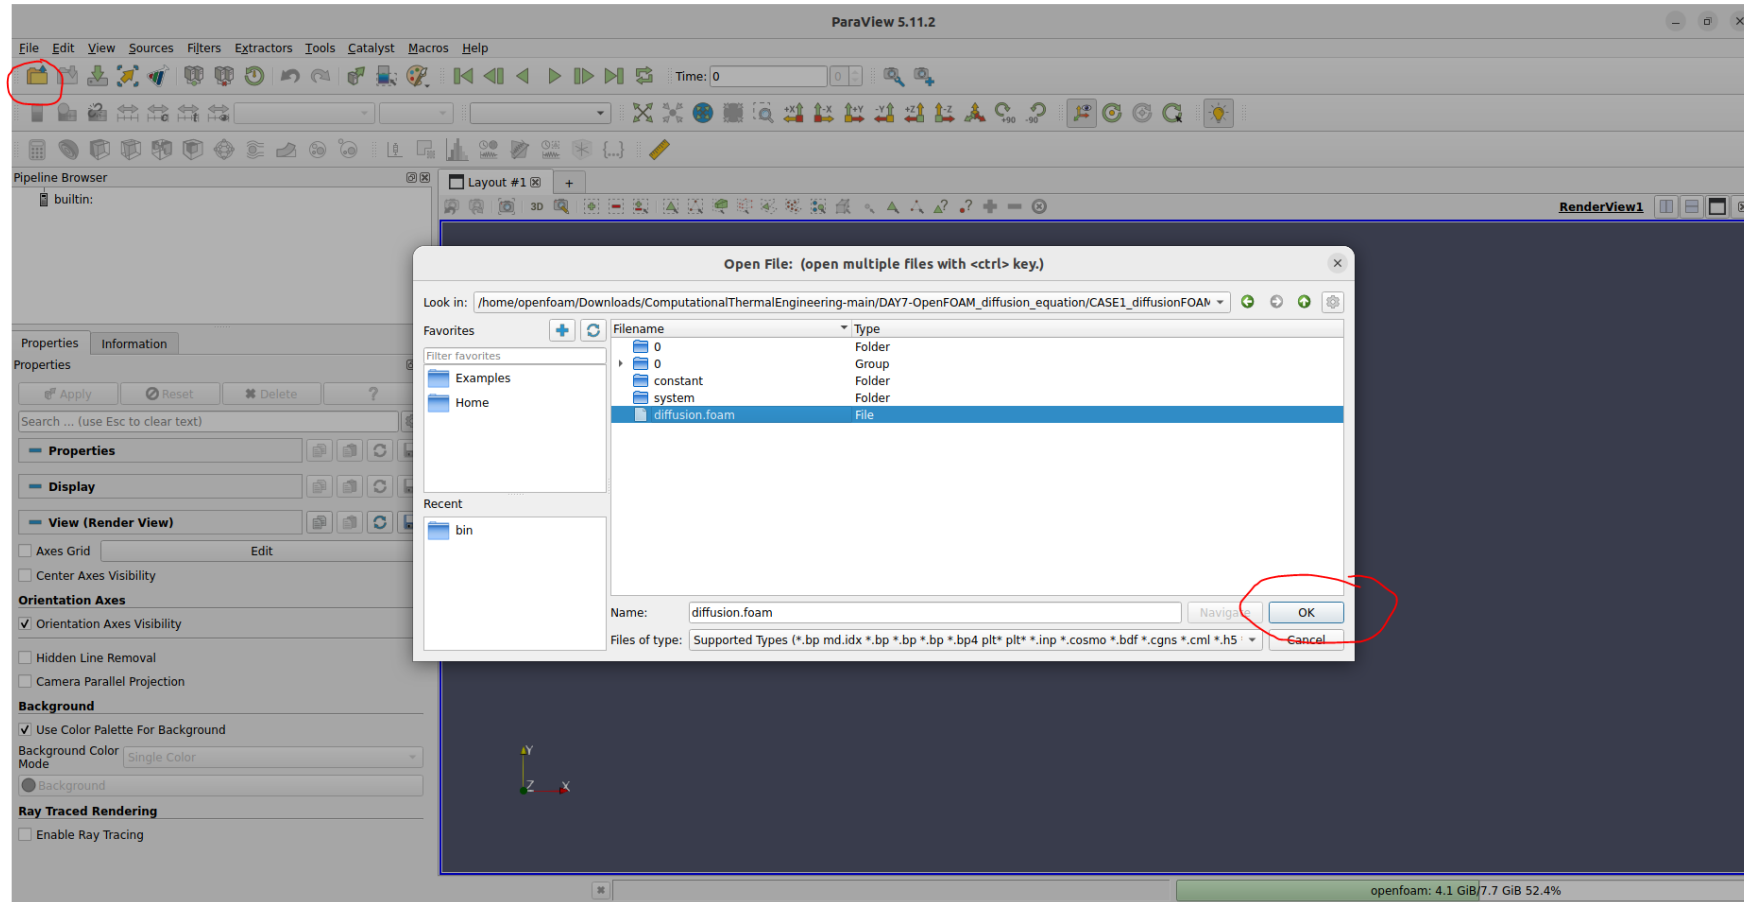 ParaView 5.11.2
File Edit View Sources Filters Extractors Tools Catalyst Macros Help
Time: 0 0
+X -X +Y -Y +Z -Z +90 -90
Pipeline Browser
builtin:
Layout #1 +
3D
RenderView1
Open File: (open multiple files with <ctrl> key.)
Look in: /home/openfoam/Downloads/ComputationalThermalEngineering-main/DAY7-OpenFOAM_diffusion_equation/CASE1_diffusionFOAM
Favorites
Filter favorites
Examples
Home
Recent
bin
Filename Type
0 Folder
0 Group
constant Folder
system Folder
diffusion.foam File
Name: diffusion.foam Navigate OK
Files of type: Supported Types (*.bp md.idx *.bp *.bp *.bp *.bp4 plt* plt* *.inp *.cosmo *.bdf *.cgns *.cml *.h5 Cancel
Properties Information
Properties
Apply Reset Delete ?
Search ... (use Esc to clear text)
Properties
Display
View (Render View)
Axes Grid Edit
Center Axes Visibility
Orientation Axes
Orientation Axes Visibility
Hidden Line Removal
Camera Parallel Projection
Background
Use Color Palette For Background
Background Color Mode Single Color
Background
Ray Traced Rendering
Enable Ray Tracing
Y
Z X
openfoam: 4.1 GiB/7.7 GiB 52.4%